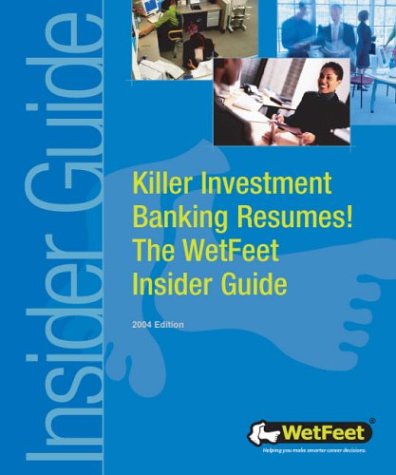 Insider Guide
Killer Investment
Banking Resumes!
The WetFeet
Insider Guide
2004 Edition
WetFeet®
Helping you make smarter career decisions.